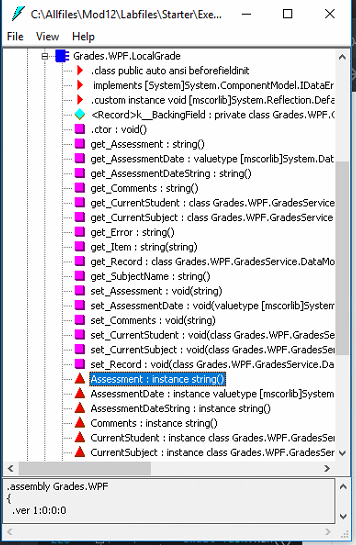 C:\Allfiles\Mod12\Labfiles\Starter\Exe...
File View Help
Grades.WPF.LocalGrade
.class public auto ansi beforefieldinit
implements [System]System.ComponentModel.IDataEr
.custom instance void [mscorlib]System.Reflection.Defa
<Record>k__BackingField : private class Grades.WPF.G
.ctor : void()
get_Assessment : string()
get_AssessmentDate : valuetype [mscorlib]System.Dat
get_AssessmentDateString : string()
get_Comments : string()
get_CurrentStudent : class Grades.WPF.GradesService
get_CurrentSubject : class Grades.WPF.GradesService
get_Error : string()
get_Item : string(string)
get_Record : class Grades.WPF.GradesService.DataMo
get_SubjectName : string()
set_Assessment : void(string)
set_AssessmentDate : void(valuetype [mscorlib]System
set_Comments : void(string)
set_CurrentStudent : void(class Grades.WPF.GradesSe
set_CurrentSubject : void(class Grades.WPF.GradesSe
set_Record : void(class Grades.WPF.GradesService.Da
Assessment : instance string()
AssessmentDate : instance valuetype [mscorlib]System
AssessmentDateString : instance string()
Comments : instance string()
CurrentStudent : instance class Grades.WPF.GradesSer
CurrentSubject : instance class Grades.WPF.GradesSer
.assembly Grades.WPF
{
.ver 1:0:0:0